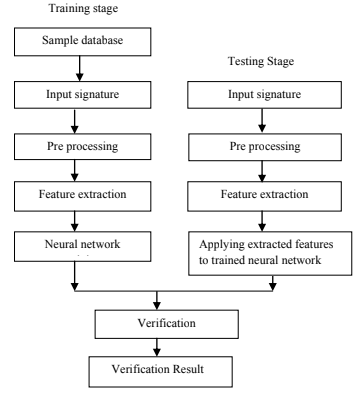 Training stage
Sample database
Input signature
Pre processing
Feature extraction
Neural network
Testing Stage
Input signature
Pre processing
Feature extraction
Applying extracted features
to trained neural network
Verification
Verification Result